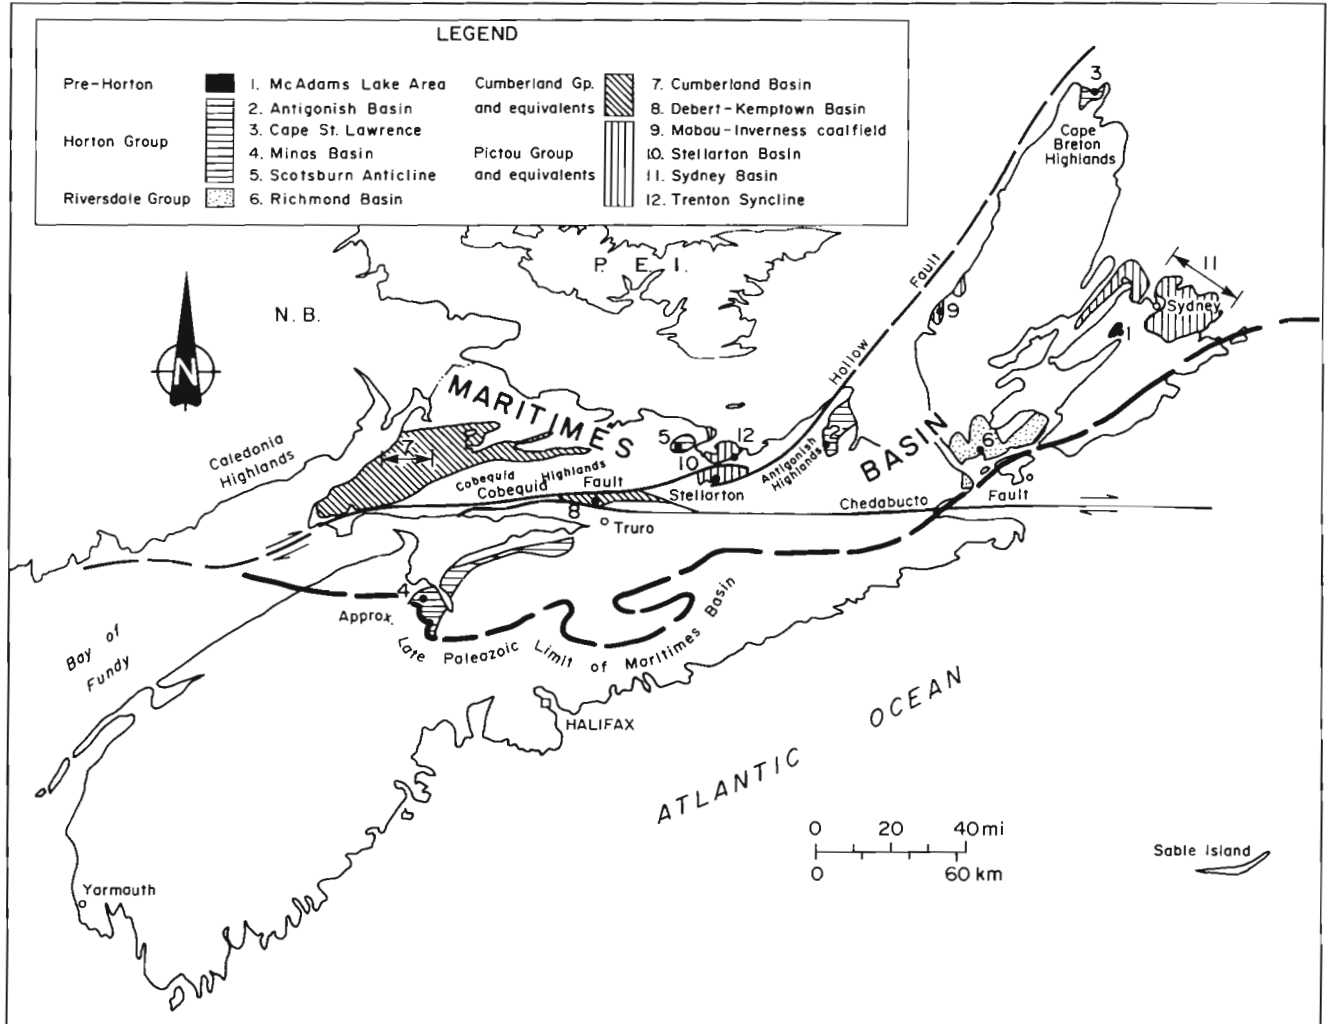 LEGEND
Pre-Horton
1. McAdams Lake Area
Horton Group
2. Antigonish Basin
3. Cape St. Lawrence
4. Minas Basin
5. Scotsburn Anticline
Riversdale Group
6. Richmond Basin
Cumberland Gp.
and equivalents
7. Cumberland Basin
8. Debert-Kemptown Basin
Pictou Group
and equivalents
9. Mabou-Inverness coalfield
10. Stellarton Basin
11. Sydney Basin
12. Trenton Syncline
3
Cape
Breton
Highlands
P. E. I.
N. B.
N
Hollow Fault
9
11
Sydney
1
MARITIMES
BASIN
Caledonia
Highlands
7
5
12
10
2
Antigonish
Highlands
6
Cobequid Highlands
Cobequid Fault
Stellorton
Chedabucto Fault
8
Truro
4
Approx. Late Paleozoic Limit of Maritimes Basin
Bay of
Fundy
HALIFAX
ATLANTIC OCEAN
0 20 40 mi
0 60 km
Sable Island
Yarmouth